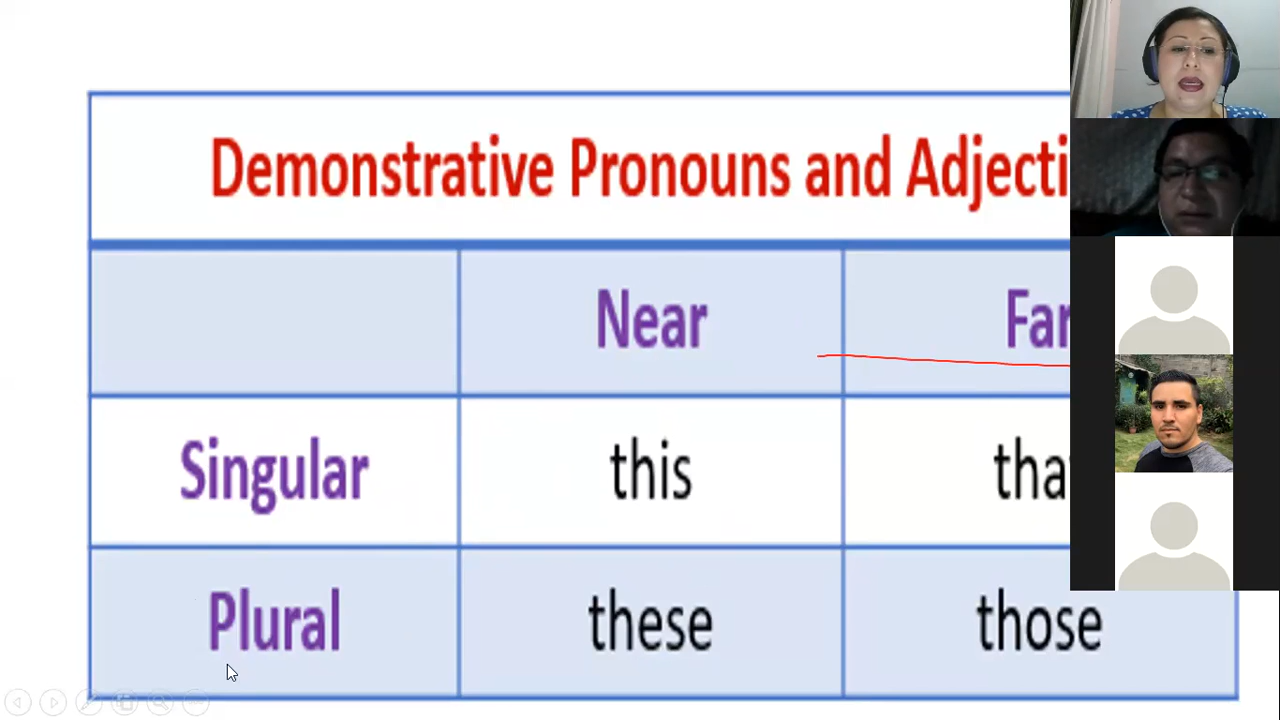 Demonstrative Pronouns and Adjecti
Near Far
Singular this tha
Plural these those